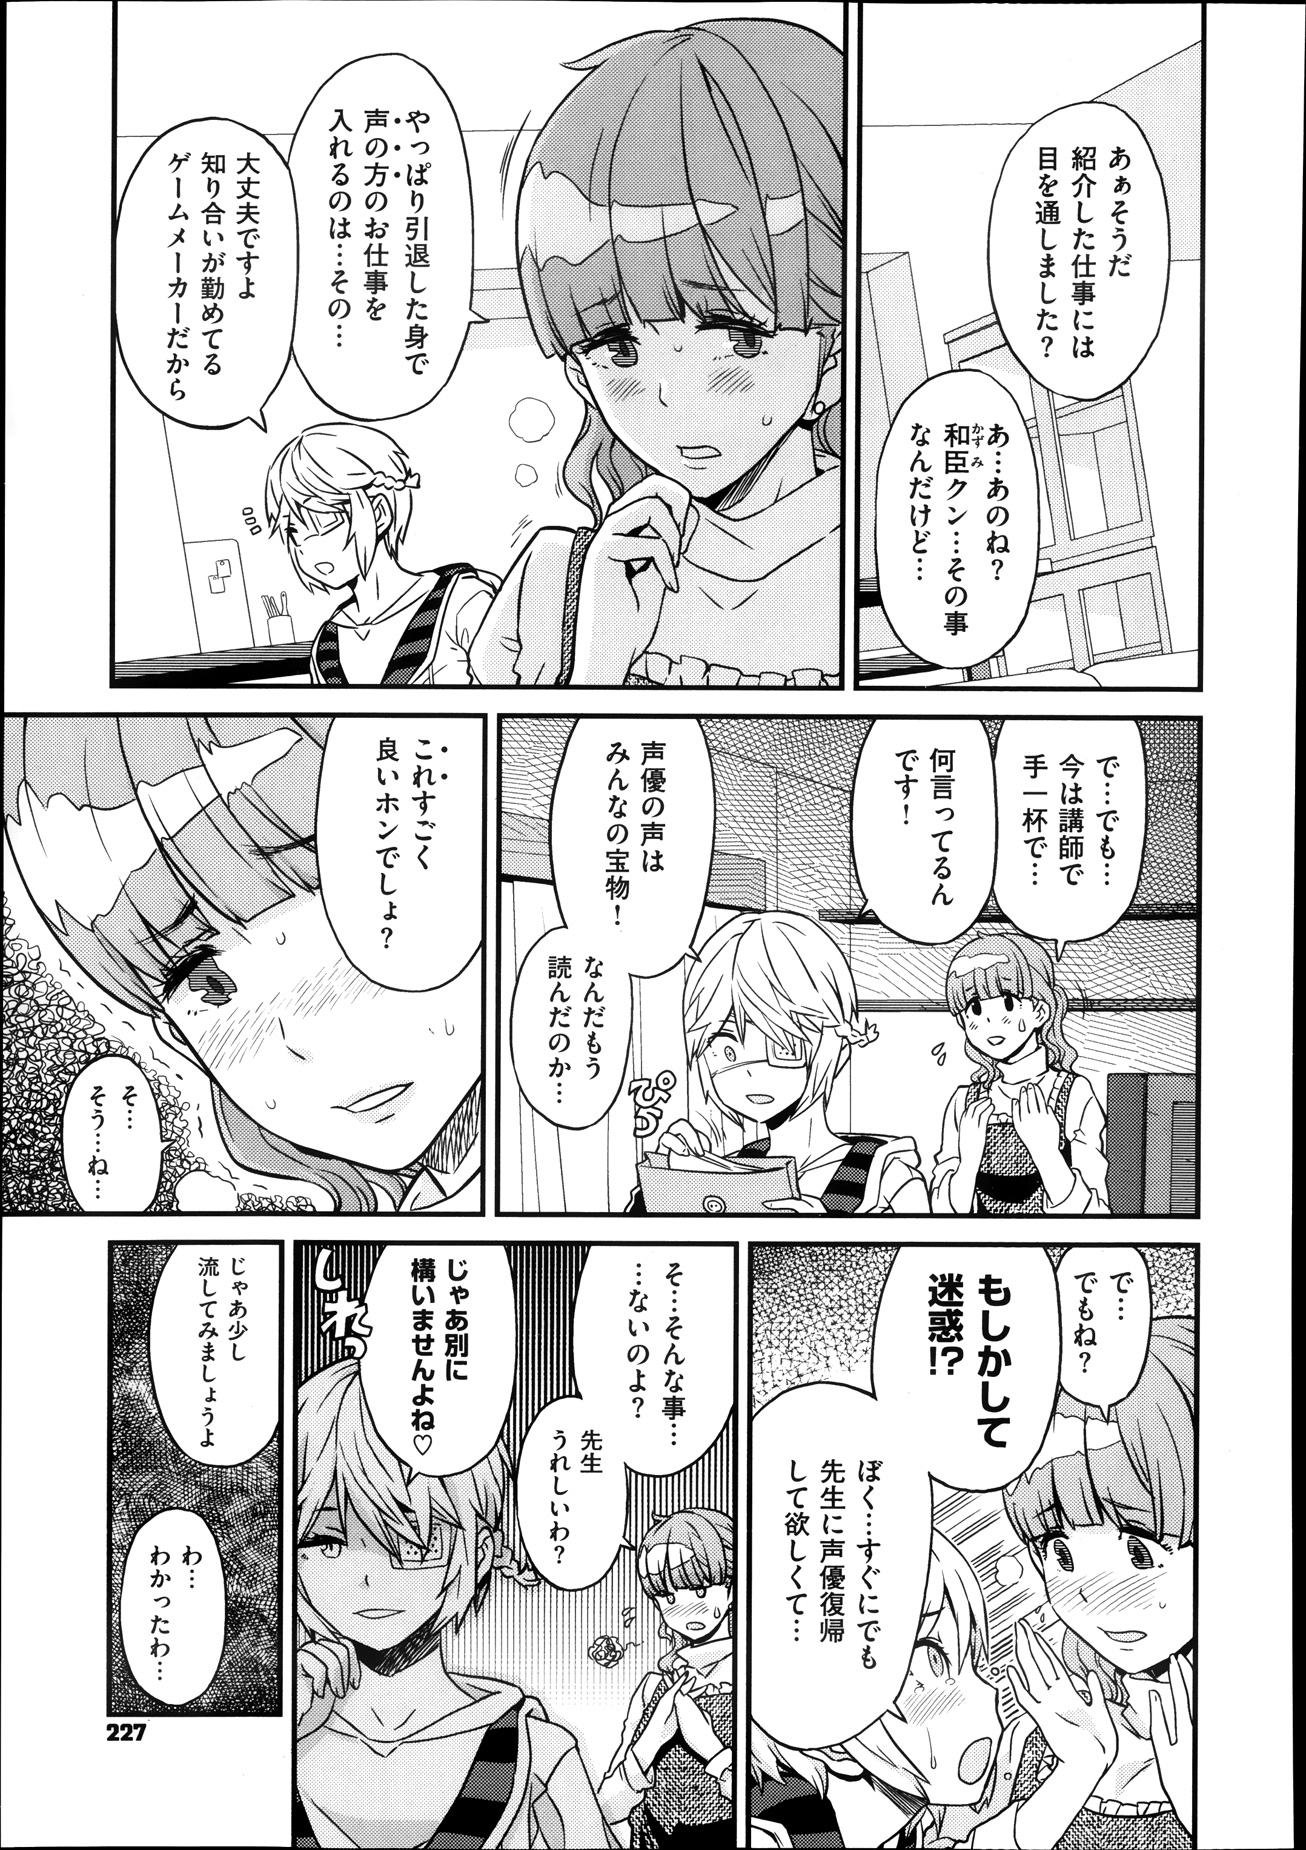 あぁそうだ
紹介した仕事には
目を通しました?
あ…あのね?
和臣クン…その事
かずみ
なんだけど…
やっぱり引退した身で
声の方のお仕事を
入れるのは…その…
大丈夫ですよ
知り合いが勤めてる
ゲームメーカーだから
で…でも…
今は講師で
手一杯で…
何言ってるん
です!
声優の声は
みんなの宝物!
なんだもう
読んだのか…
ぴら
これすごく
良いホンでしょ?
そ…
そう…ね…
で…
でもね?
もしかして
迷惑!?
ぼく…すぐにでも
先生に声優復帰
して欲しくて…
そ…そんな事…
…ないのよ?
先生
うれしいわ?
じゃあ別に
構いませんよね♡
しれっ
じゃあ少し
流してみましょうよ
わ…
わかったわ…
227